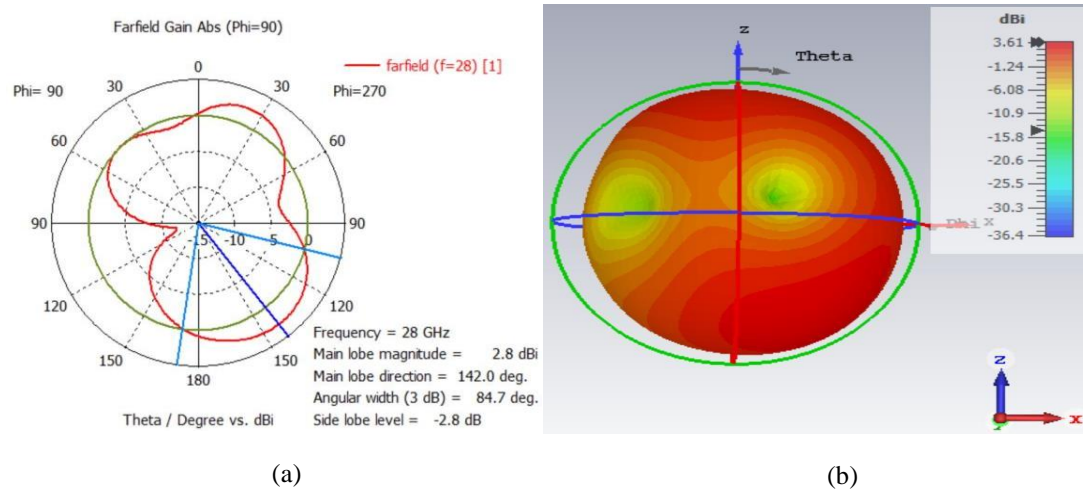 Farfield Gain Abs (Phi=90)
farfield (f=28) [1]
0
Phi= 90
30
30
Phi=270
60
60
90
-15
-10
-5
0
90
120
120
150
150
180
Frequency = 28 GHz
Main lobe magnitude = 2.8 dBi
Main lobe direction = 142.0 deg.
Angular width (3 dB) = 84.7 deg.
Side lobe level = -2.8 dB
Theta / Degree vs. dBi
(a)
z
Theta
Phi
x
dBi
3.61
-1.24
-6.08
-10.9
-15.8
-20.6
-25.5
-30.3
-36.4
z
x
(b)